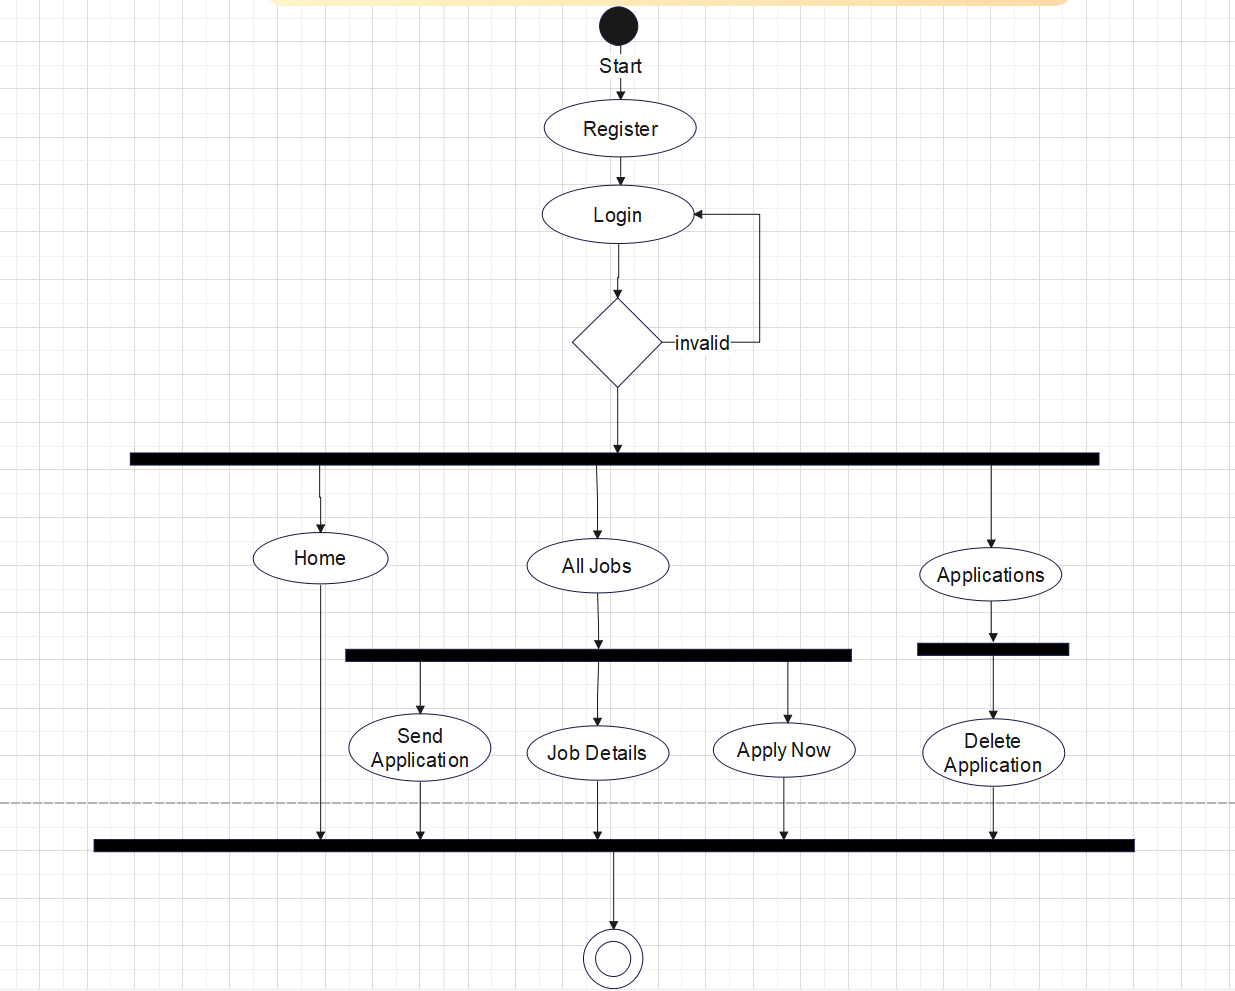 Start
Register
Login
invalid
Home
All Jobs
Applications
Send
Application
Job Details
Apply Now
Delete
Application